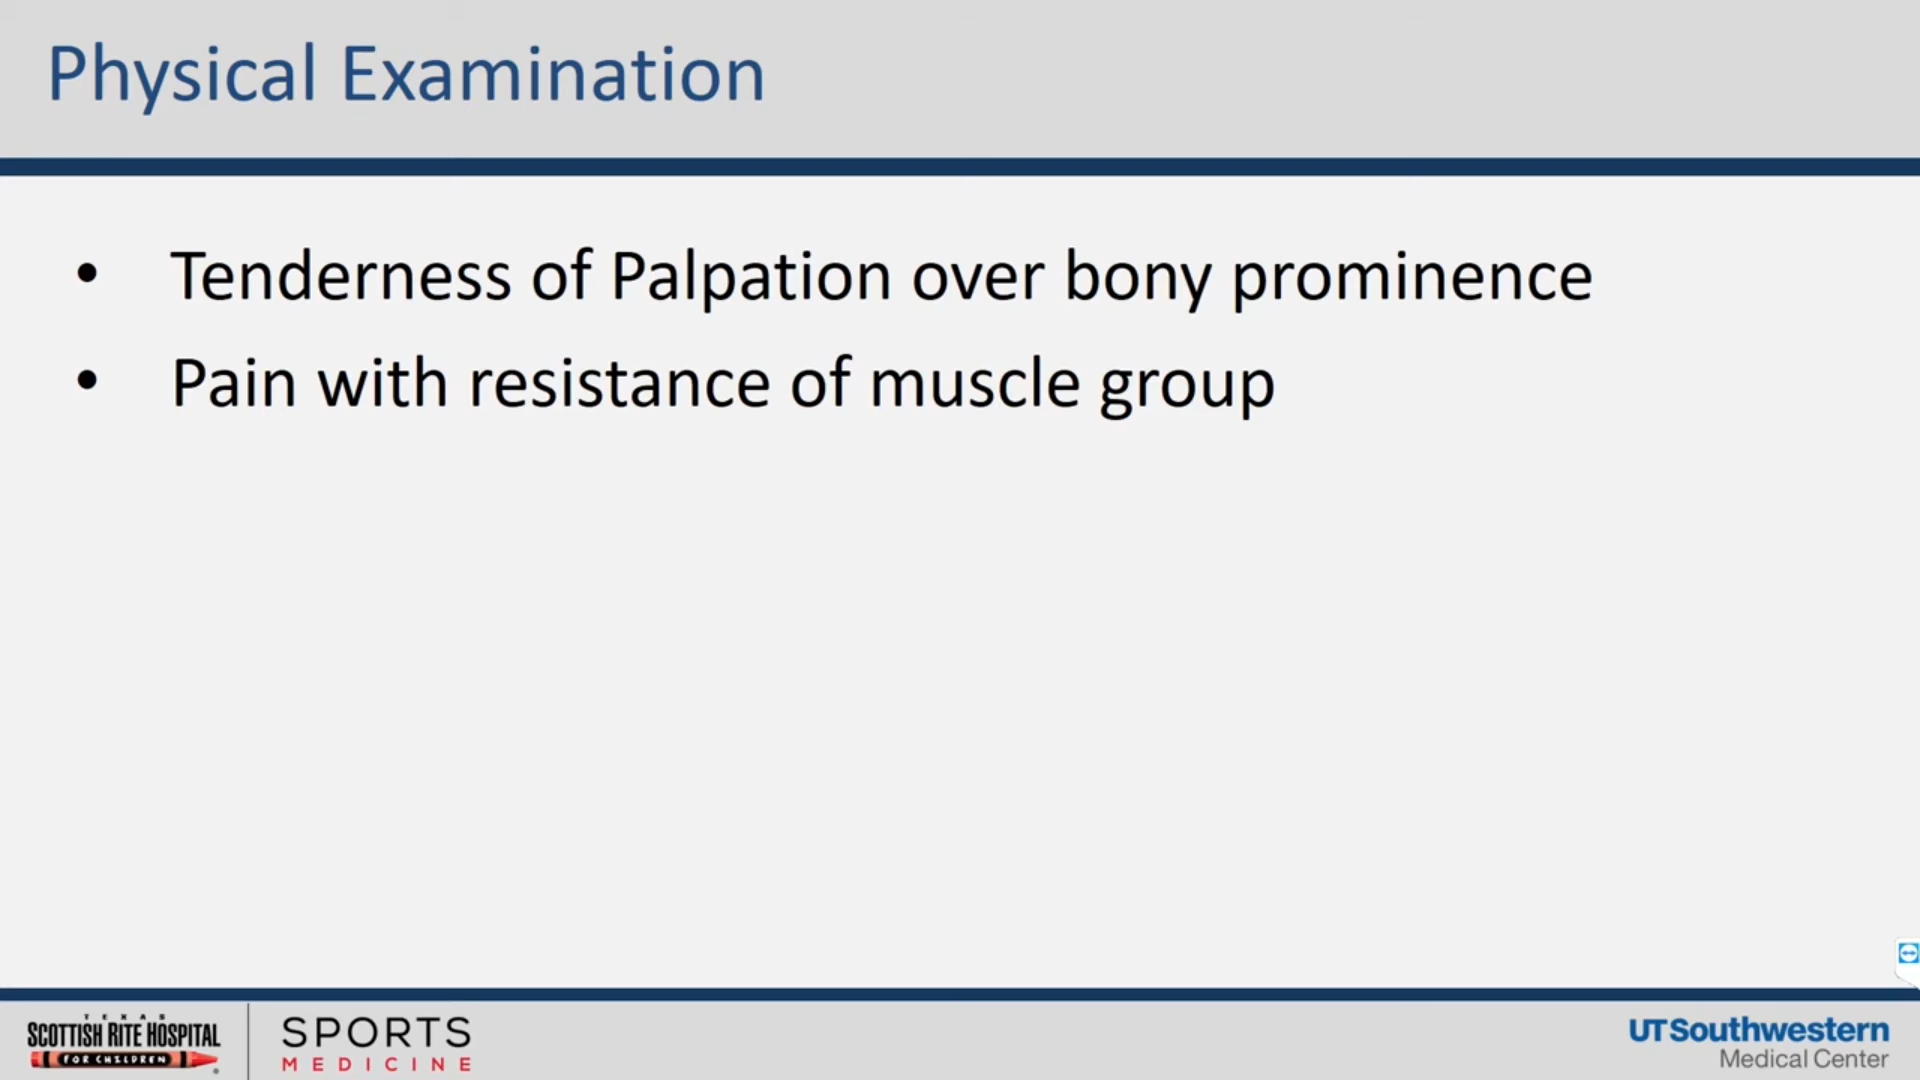 Physical Examination
• Tenderness of Palpation over bony prominence
• Pain with resistance of muscle group
TEXAS
SCOTTISH RITE HOSPITAL
FOR CHILDREN
SPORTS
MEDICINE
UTSouthwestern
Medical Center